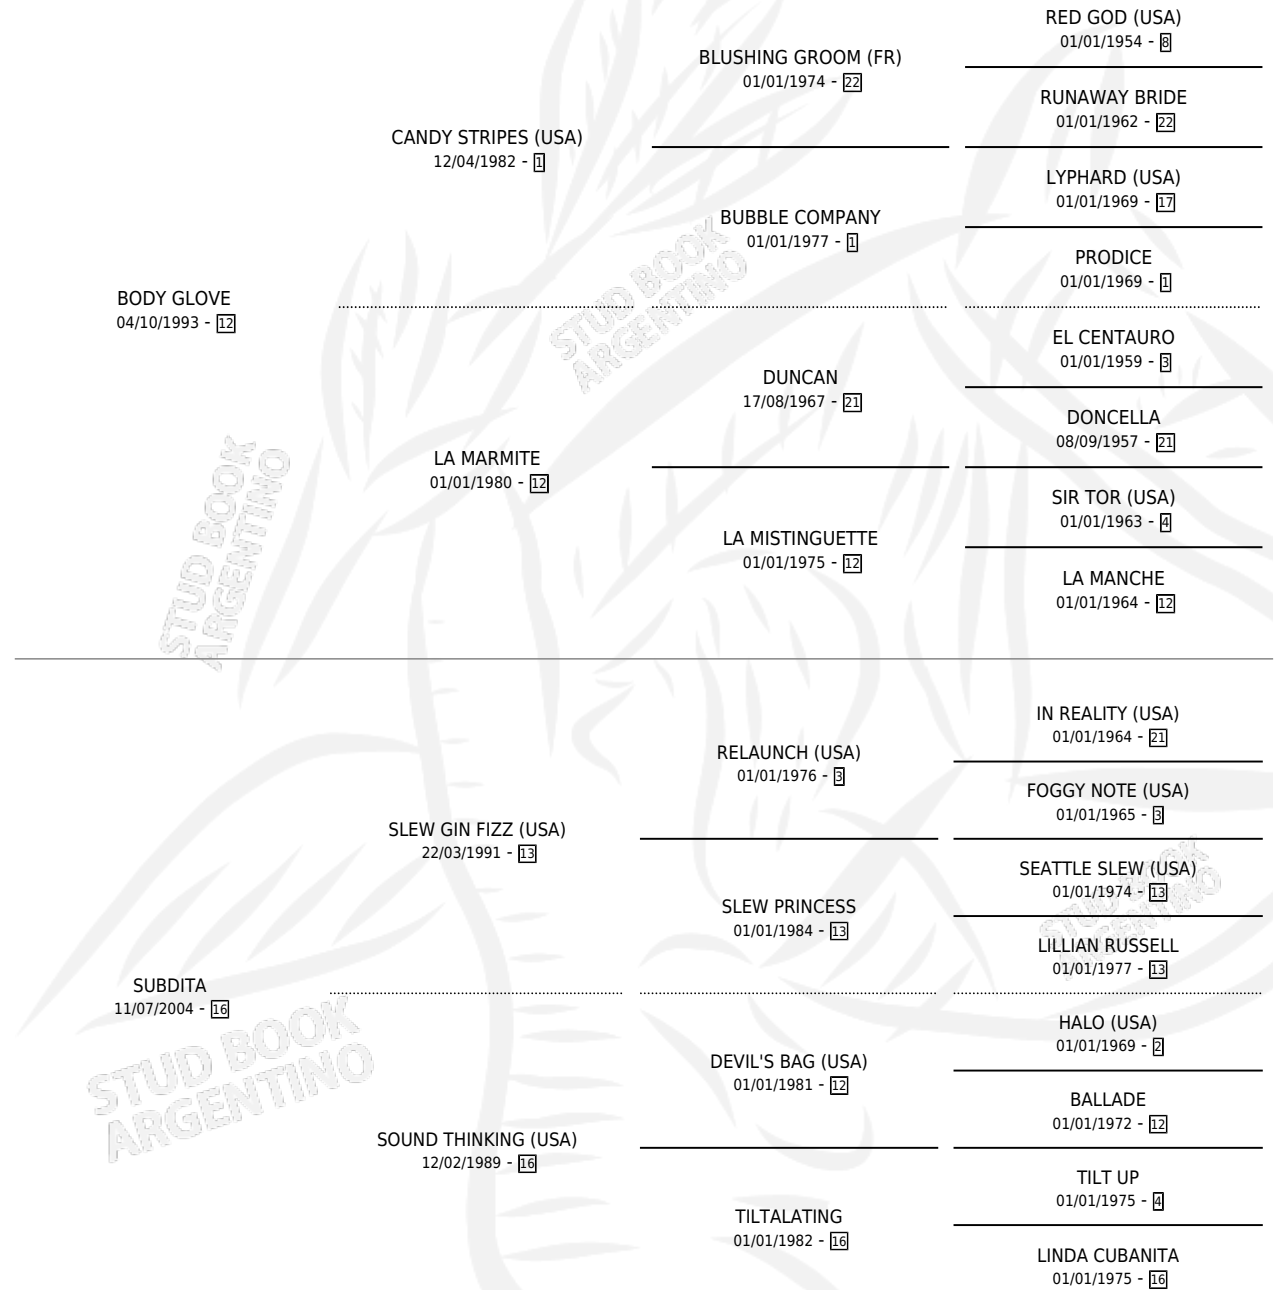 RED GOD (USA)
01/01/1954 - 8
BLUSHING GROOM (FR)
01/01/1974 - 22
RUNAWAY BRIDE
01/01/1962 - 22
CANDY STRIPES (USA)
12/04/1982 - 1
LYPHARD (USA)
01/01/1969 - 17
BUBBLE COMPANY
01/01/1977 - 1
PRODICE
01/01/1969 - 1
BODY GLOVE
04/10/1993 - 12
STUD BOOK
ARGENTINO
EL CENTAURO
01/01/1959 - 3
DUNCAN
17/08/1967 - 21
DONCELLA
08/09/1957 - 21
LA MARMITE
01/01/1980 - 12
SIR TOR (USA)
01/01/1963 - 4
LA MISTINGUETTE
01/01/1975 - 12
LA MANCHE
01/01/1964 - 12
STUD BOOK
ARGENTINO
IN REALITY (USA)
01/01/1964 - 21
RELAUNCH (USA)
01/01/1976 - 3
FOGGY NOTE (USA)
01/01/1965 - 3
SLEW GIN FIZZ (USA)
22/03/1991 - 13
SEATTLE SLEW (USA)
01/01/1974 - 13
SLEW PRINCESS
01/01/1984 - 13
STUD BOOK
ARGENTINO
LILLIAN RUSSELL
01/01/1977 - 13
SUBDITA
11/07/2004 - 16
STUD BOOK
ARGENTINO
HALO (USA)
01/01/1969 - 2
DEVIL'S BAG (USA)
01/01/1981 - 12
BALLADE
01/01/1972 - 12
SOUND THINKING (USA)
12/02/1989 - 16
TILT UP
01/01/1975 - 4
TILTALATING
01/01/1982 - 16
LINDA CUBANITA
01/01/1975 - 16